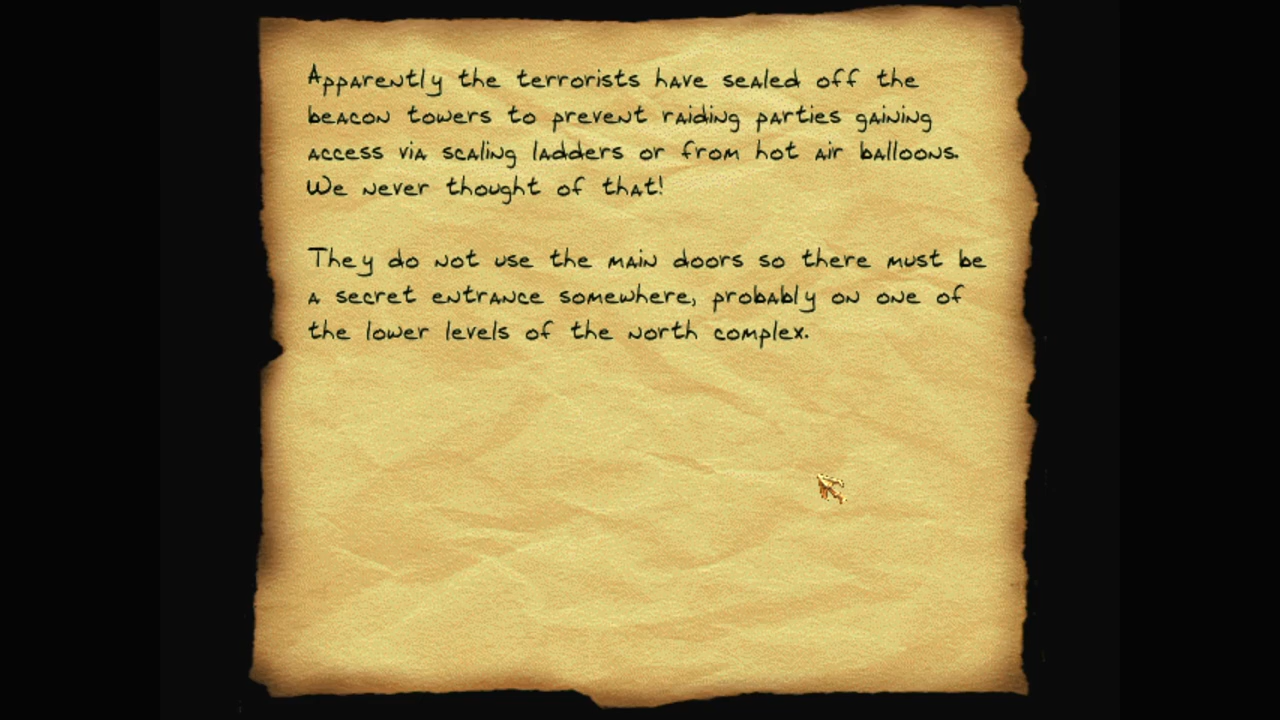 Apparently the terrorists have sealed off the
beacon towers to prevent raiding parties gaining
access via scaling ladders or from hot air balloons.
We never thought of that!
They do not use the main doors so there must be
a secret entrance somewhere, probably on one of
the lower levels of the north complex.